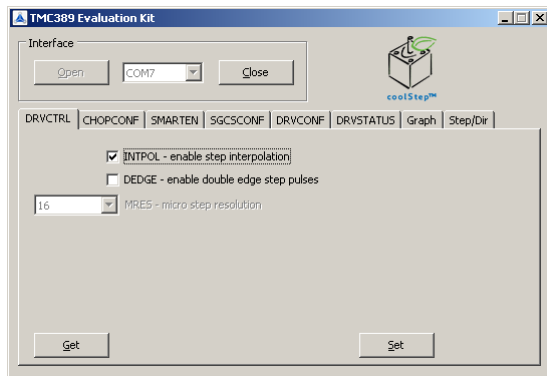 TMC389 Evaluation Kit
Interface
Open COM7 Close
coolStep™
DRVCTRL CHOPCONF SMARTEN SGCSCONF DRVCONF DRVSTATUS Graph Step/Dir
INTPOL - enable step interpolation
DEDGE - enable double edge step pulses
16 MRES - micro step resolution
Get Set